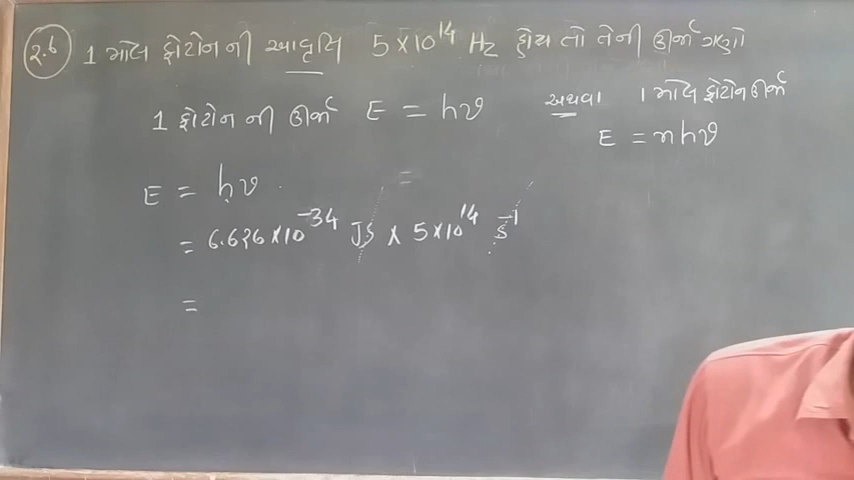 2.6 1 મોલ ફોટોન ની આવૃત્તિ 5×10¹⁴ Hz હોય તો તેની ઊર્જા ગણો
1 ફોટોન ની ઊર્જા E = hν અથવા 1 મોલ ફોટોન ઊર્જા
E = nhν
E = hν =
= 6.626×10⁻³⁴ JS × 5×10¹⁴ S⁻¹
=